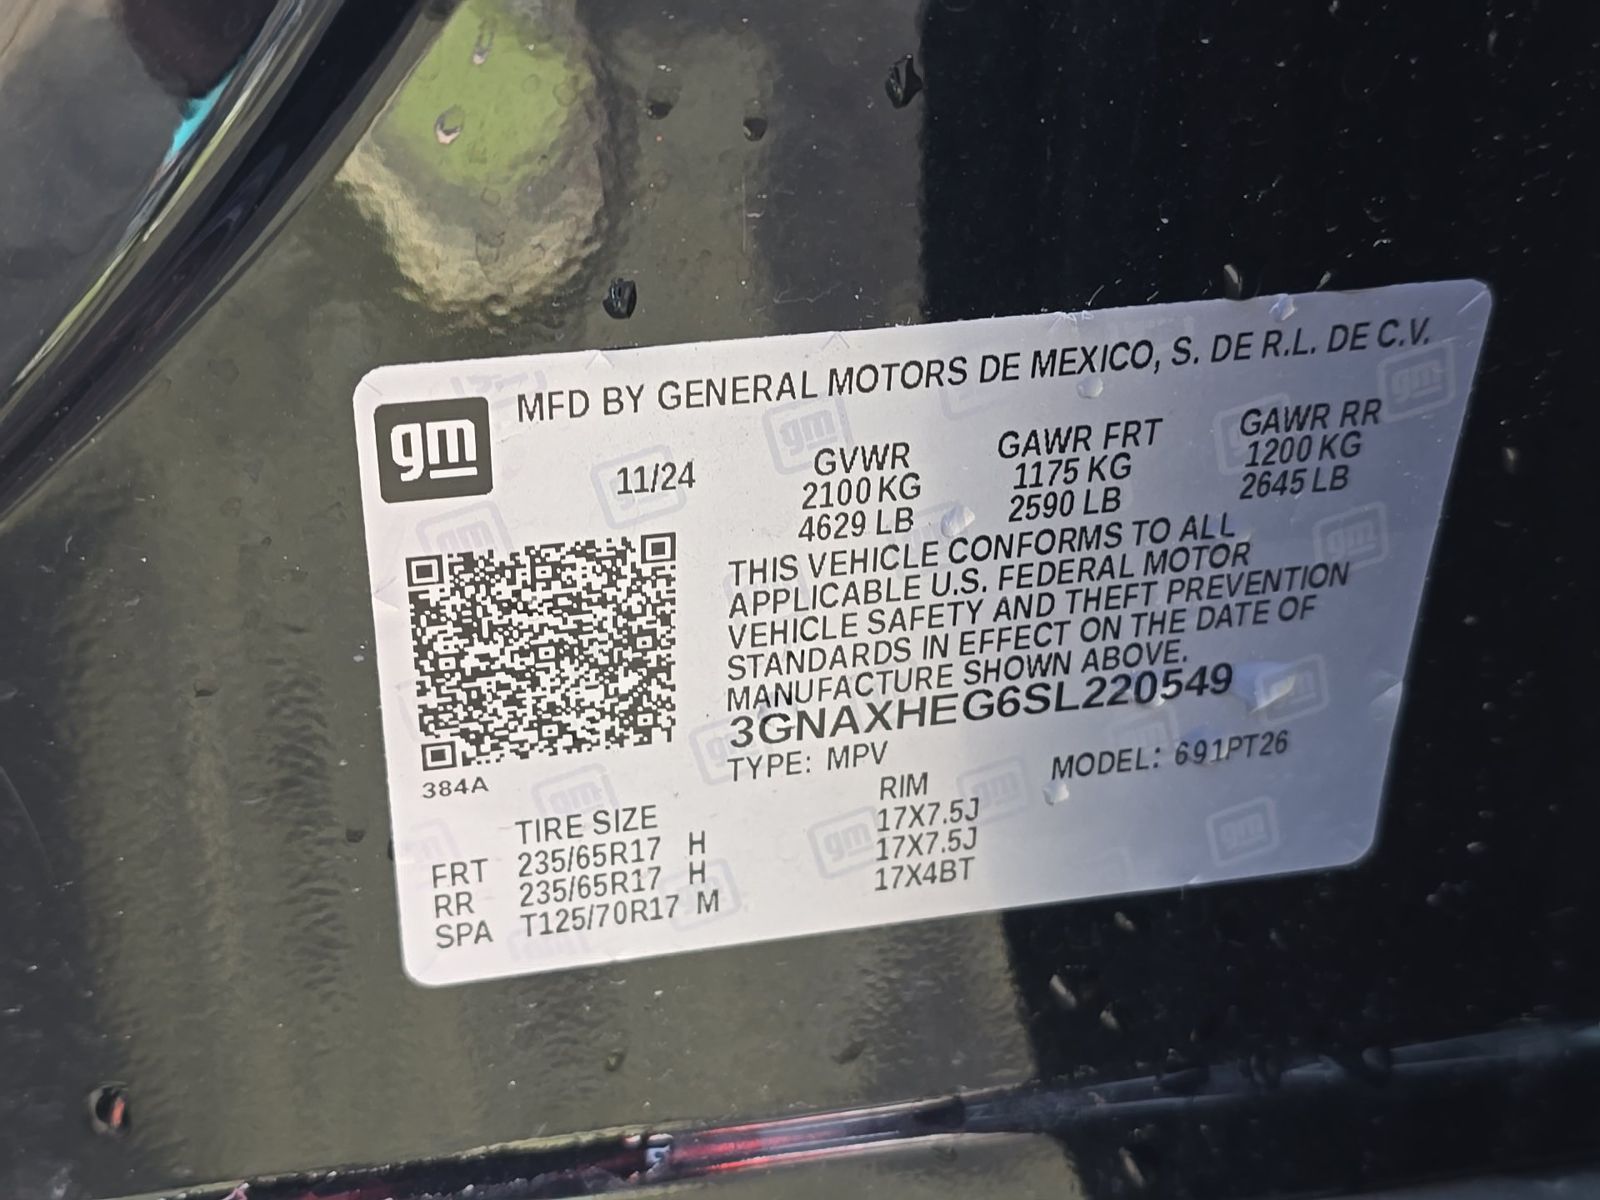 MFD BY GENERAL MOTORS DE MEXICO, S. DE R.L. DE C.V.
gm
11/24
GVWR
2100 KG
4629 LB
GAWR FRT
1175 KG
2590 LB
GAWR RR
1200 KG
2645 LB
THIS VEHICLE CONFORMS TO ALL
APPLICABLE U.S. FEDERAL MOTOR
VEHICLE SAFETY AND THEFT PREVENTION
STANDARDS IN EFFECT ON THE DATE OF
MANUFACTURE SHOWN ABOVE.
3GNAXHEG6SL220549
TYPE: MPV MODEL: 691PT26
384A
TIRE SIZE RIM
FRT 235/65R17 H 17X7.5J
RR 235/65R17 H 17X7.5J
SPA T125/70R17 M 17X4BT